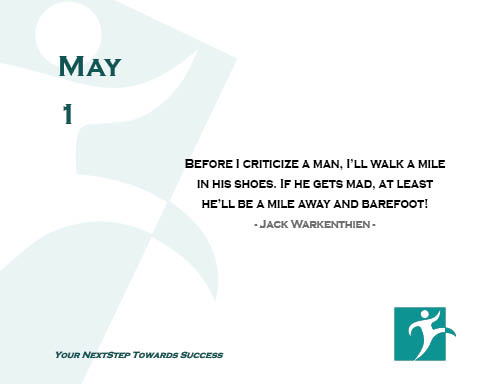 May
1
Before I criticize a man, I'll walk a mile
in his shoes. If he gets mad, at least
he'll be a mile away and barefoot!
- Jack Warkenthien -
Your NextStep Towards Success